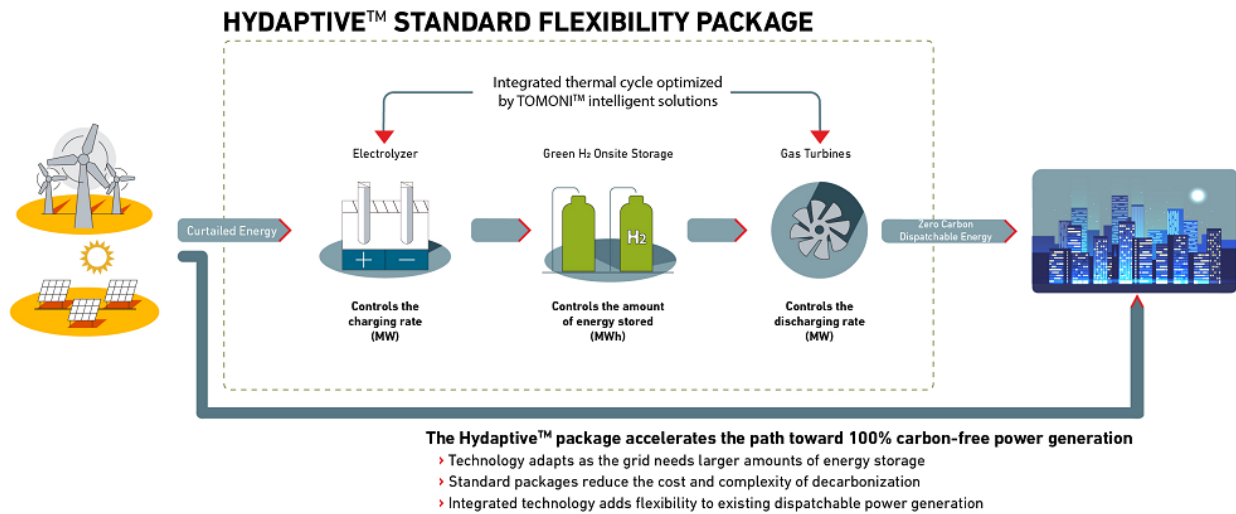 HYDAPTIVE™ STANDARD FLEXIBILITY PACKAGE
Integrated thermal cycle optimized
by TOMONI™ intelligent solutions
Electrolyzer
Green H₂ Onsite Storage
Gas Turbines
Curtailed Energy
+ −
H₂
Zero Carbon
Dispatchable Energy
Controls the
charging rate
(MW)
Controls the amount
of energy stored
(MWh)
Controls the
discharging rate
(MW)
The Hydaptive™ package accelerates the path toward 100% carbon-free power generation
› Technology adapts as the grid needs larger amounts of energy storage
› Standard packages reduce the cost and complexity of decarbonization
› Integrated technology adds flexibility to existing dispatchable power generation